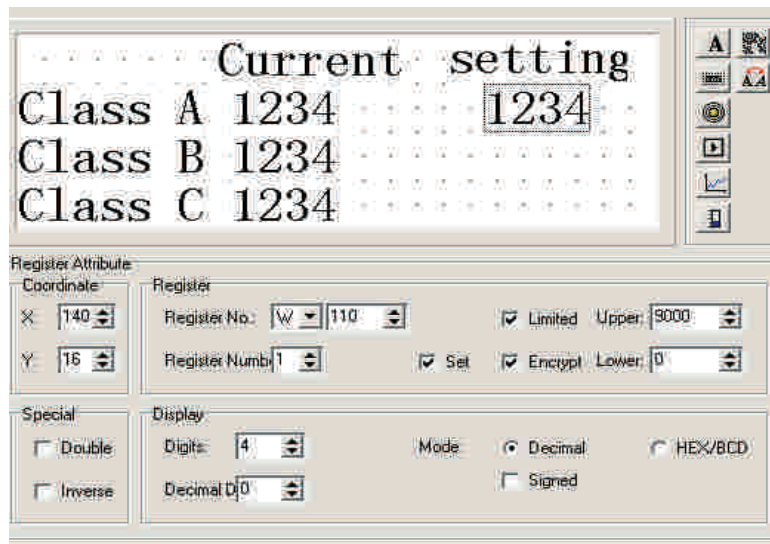 Current setting
Class A 1234 1234
Class B 1234
Class C 1234
A
A A
Register Attribute
Coordinate
X: 140
Y: 16
Register
Register No.: W 110
Limited Upper: 9000
Register Numbe 1
Set
Encrypt Lower: 0
Special
Double
Inverse
Display
Digits: 4
Mode: Decimal HEX/BCD
Decimal D 0
Signed